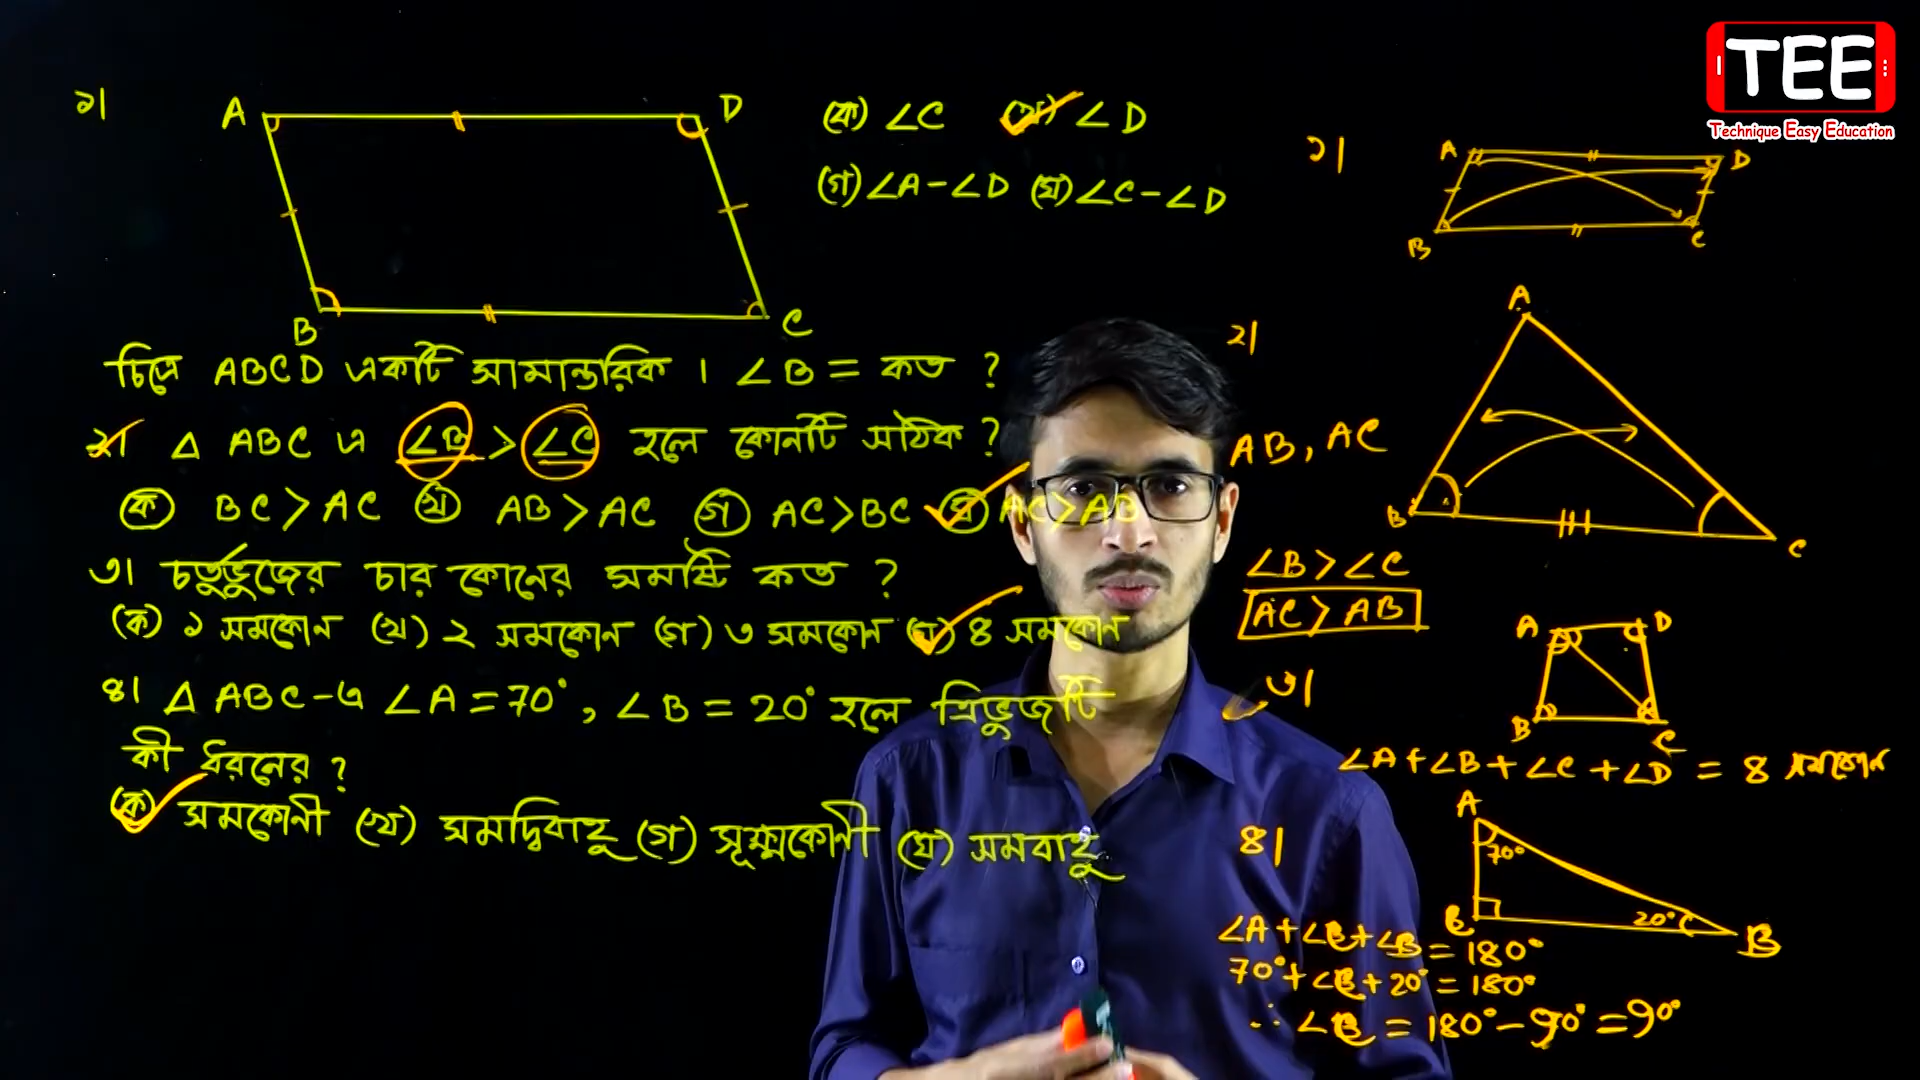 TEE
Technique Easy Education
১।
A D
B C
(ক) ∠C (খ) ∠D
(গ) ∠A-∠D (ঘ) ∠C-∠D
চিত্রে ABCD একটি সামান্তরিক । ∠B = কত ?
২। △ ABC এ ∠B > ∠C হলে কোনটি সঠিক ?
ক BC > AC খ AB > AC গ AC > BC ঘ AC > AB
৩। চর্তুভুজের চার কোনের সমষ্টি কত ?
(ক) ১ সমকোন (খ) ২ সমকোন (গ) ৩ সমকোন (ঘ) ৪ সমকোন
৪। △ ABC-এ ∠A = 70°, ∠B = 20° হলে ত্রিভুজটি
কী ধরনের ?
(ক) সমকোনী (খ) সমদ্বিবাহু (গ) সূক্ষ্মকোনী (ঘ) সমবাহু
১।
A D
B C
২।
A
B C
AB, AC
∠B > ∠C
AC > AB
৩।
A D
B C
∠A + ∠B + ∠C + ∠D = ৪ সমকোন
৪।
A
70°
20°
B
= 180°
= 180°
= 180° - 90° = 90°